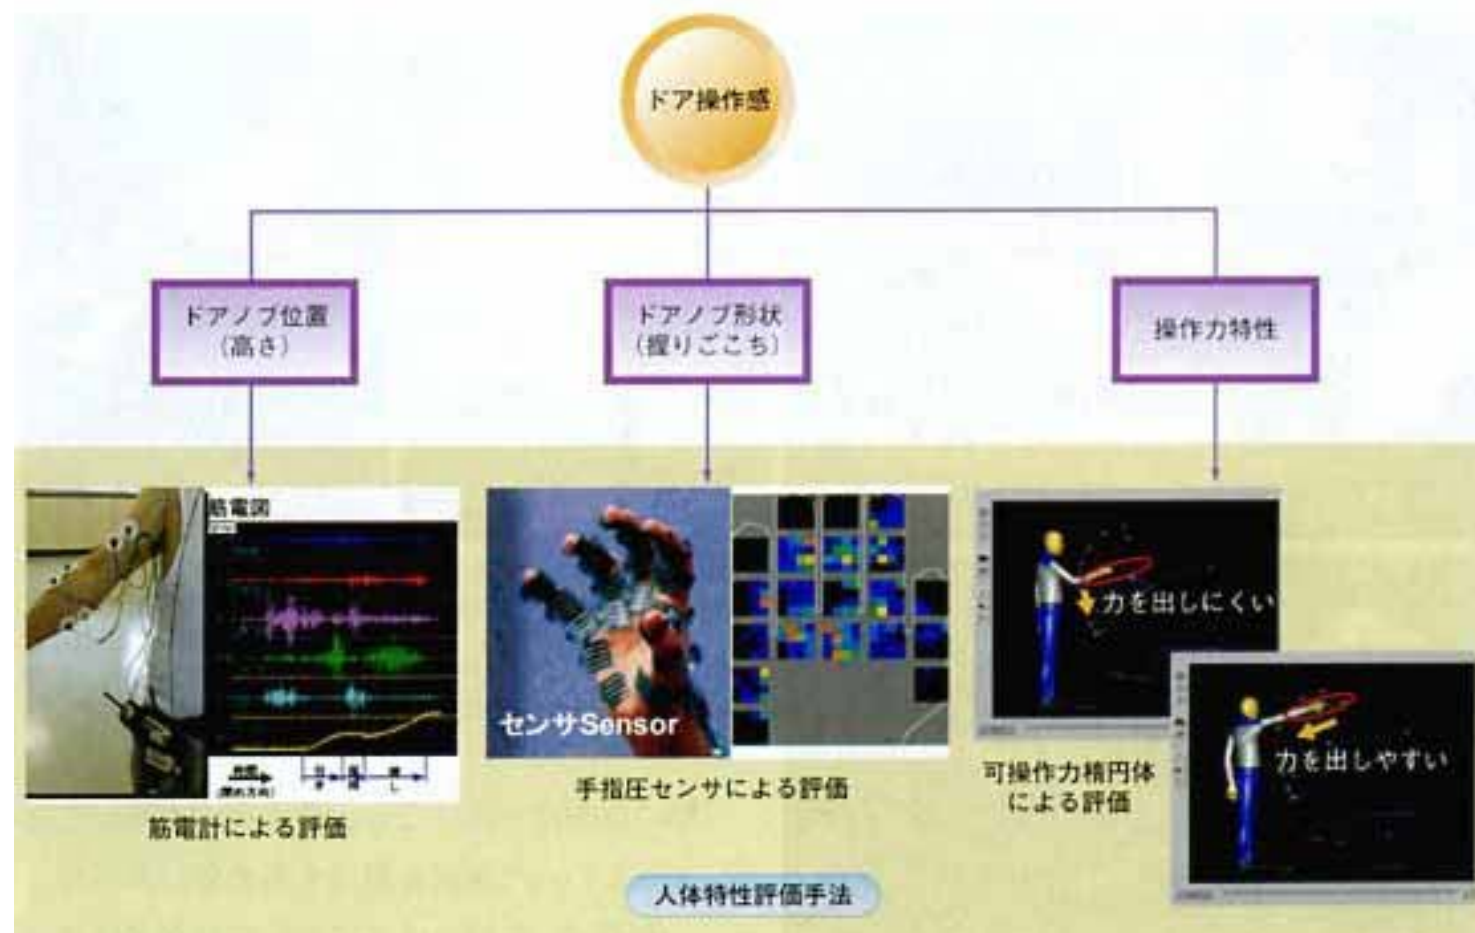 ドア操作感
ドアノブ位置
(高さ)
ドアノブ形状
(握りごこち)
操作力特性
筋電図
センサSensor
力を出しにくい
力を出しやすい
筋電計による評価
手指圧センサによる評価
可操作力楕円体
による評価
人体特性評価手法